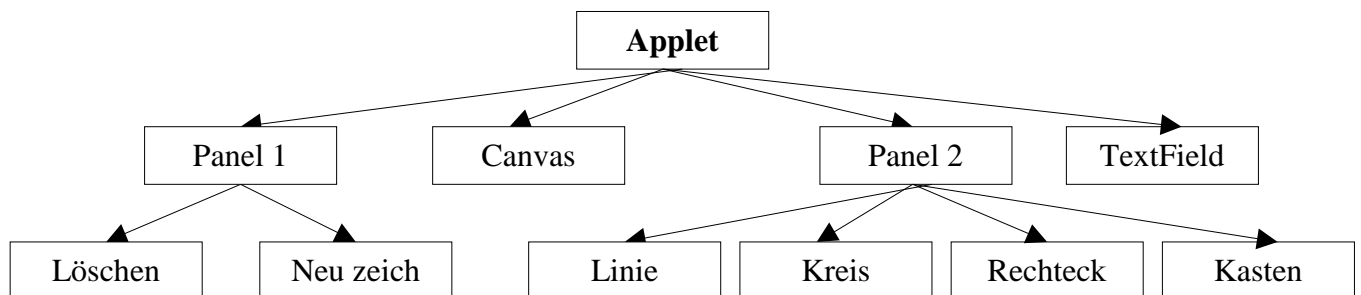 Applet
Panel 1
Canvas
Panel 2
TextField
Löschen
Neu zeich
Linie
Kreis
Rechteck
Kasten